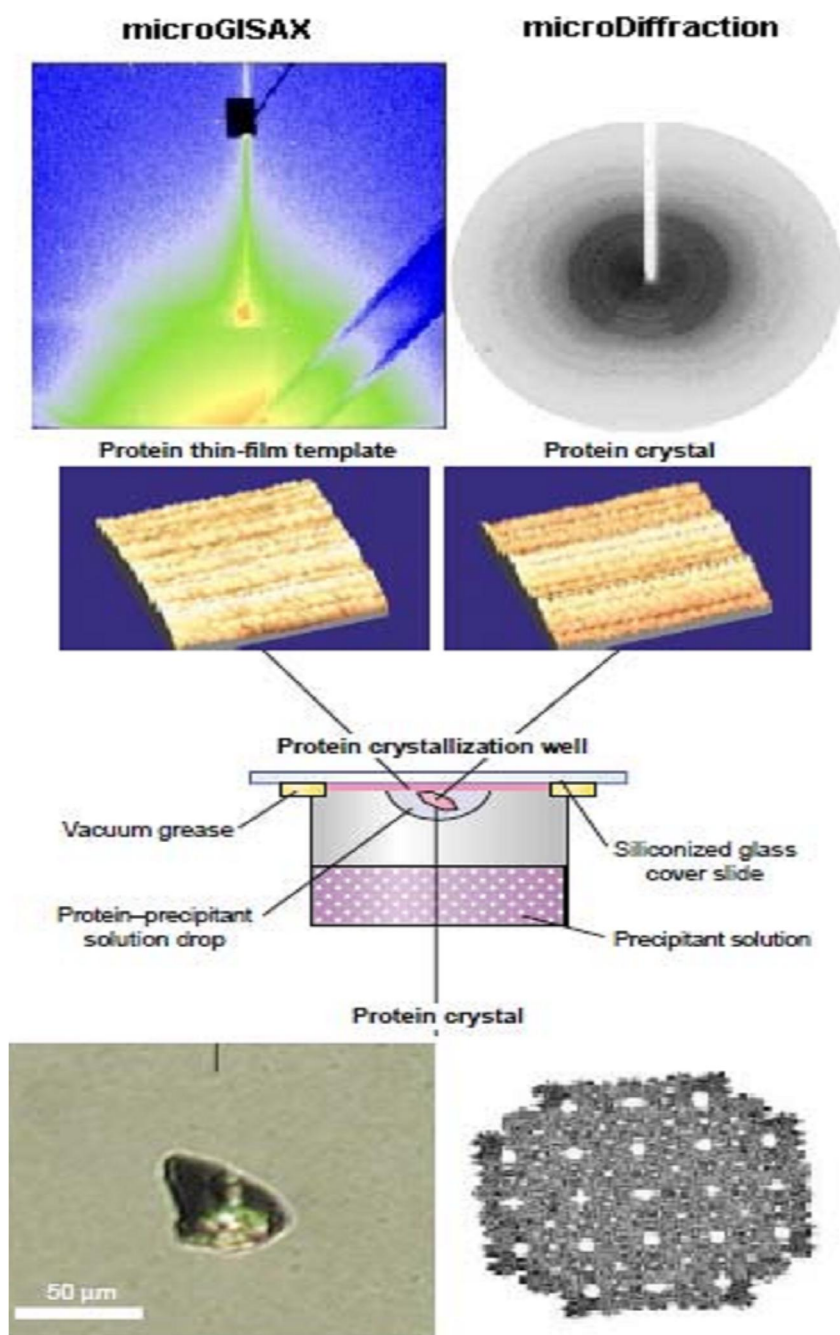 microGISAX
microDiffraction
Protein thin-film template
Protein crystal
Protein crystallization well
Vacuum grease
Siliconized glass
cover slide
Protein–precipitant
solution drop
Precipitant solution
Protein crystal
50 µm